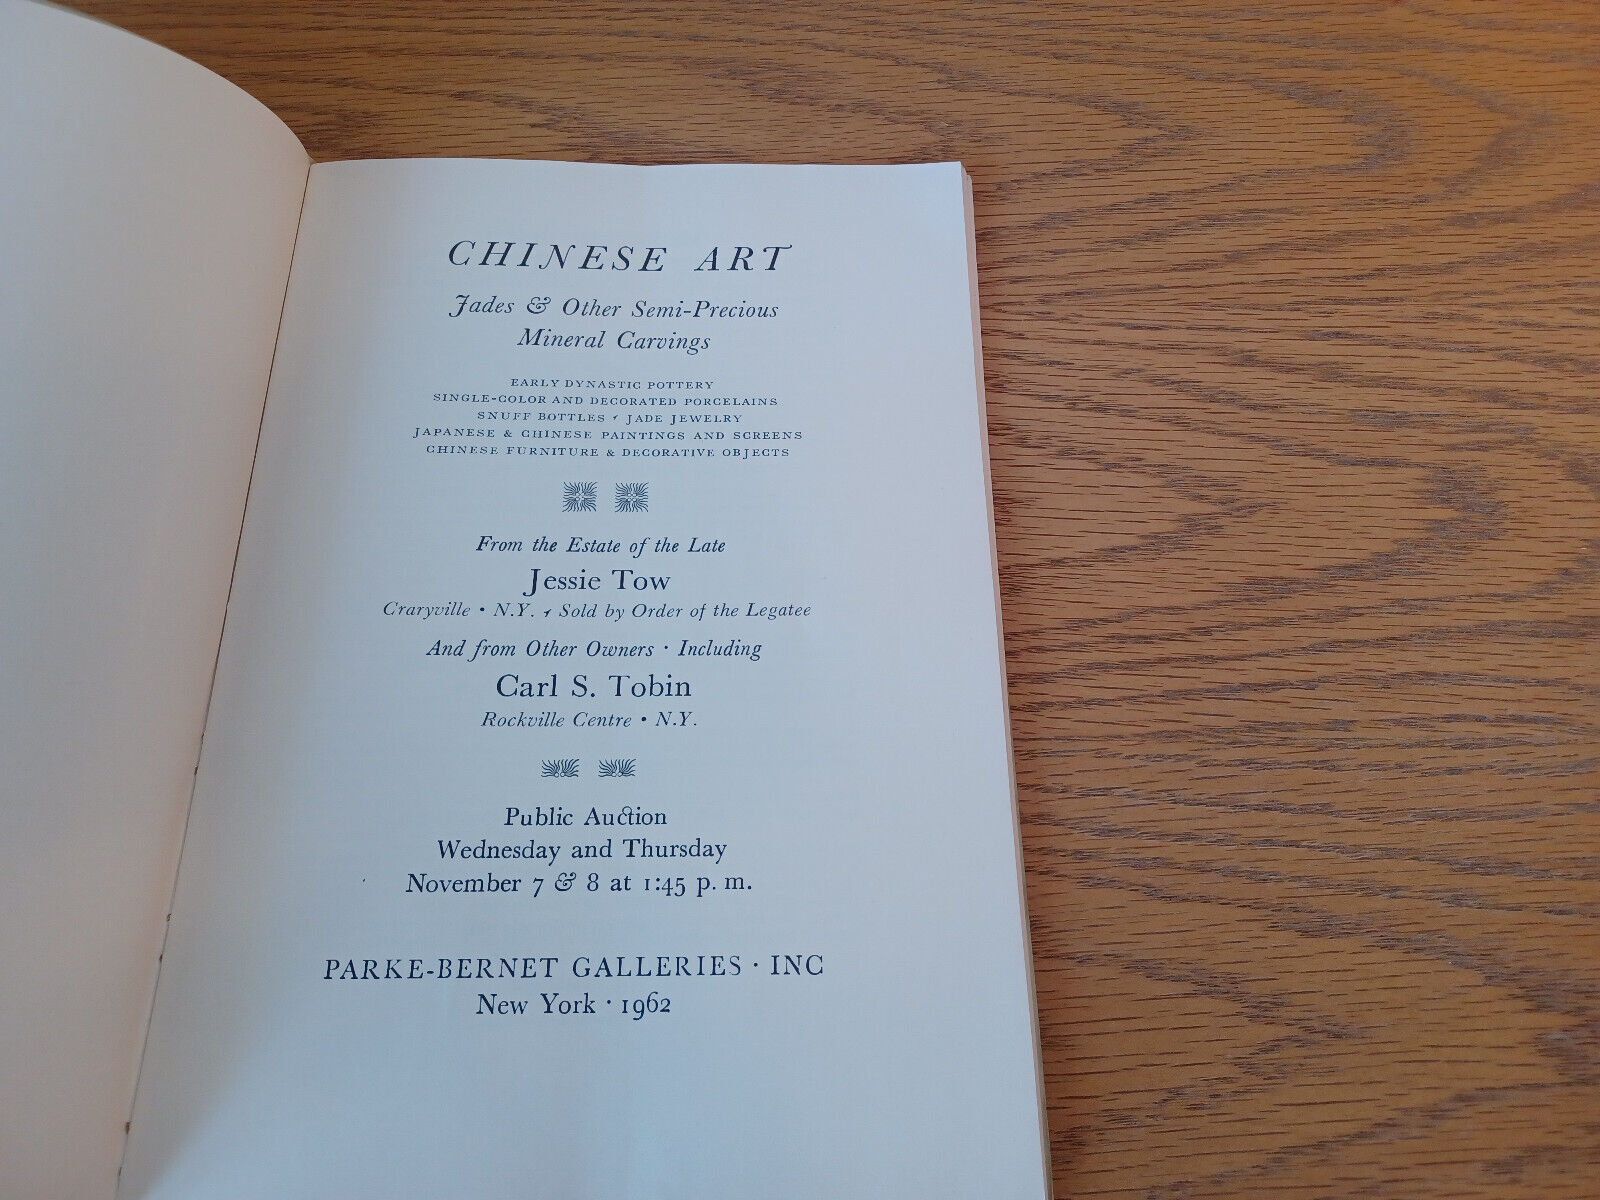 CHINESE ART
Jades & Other Semi-Precious
Mineral Carvings
EARLY DYNASTIC POTTERY
SINGLE-COLOR AND DECORATED PORCELAINS
SNUFF BOTTLES · JADE JEWELRY
JAPANESE & CHINESE PAINTINGS AND SCREENS
CHINESE FURNITURE & DECORATIVE OBJECTS
From the Estate of the Late
Jessie Tow
Craryville • N.Y. · Sold by Order of the Legatee
And from Other Owners · Including
Carl S. Tobin
Rockville Centre • N.Y.
Public Auction
Wednesday and Thursday
November 7 & 8 at 1:45 p. m.
PARKE-BERNET GALLERIES · INC
New York · 1962